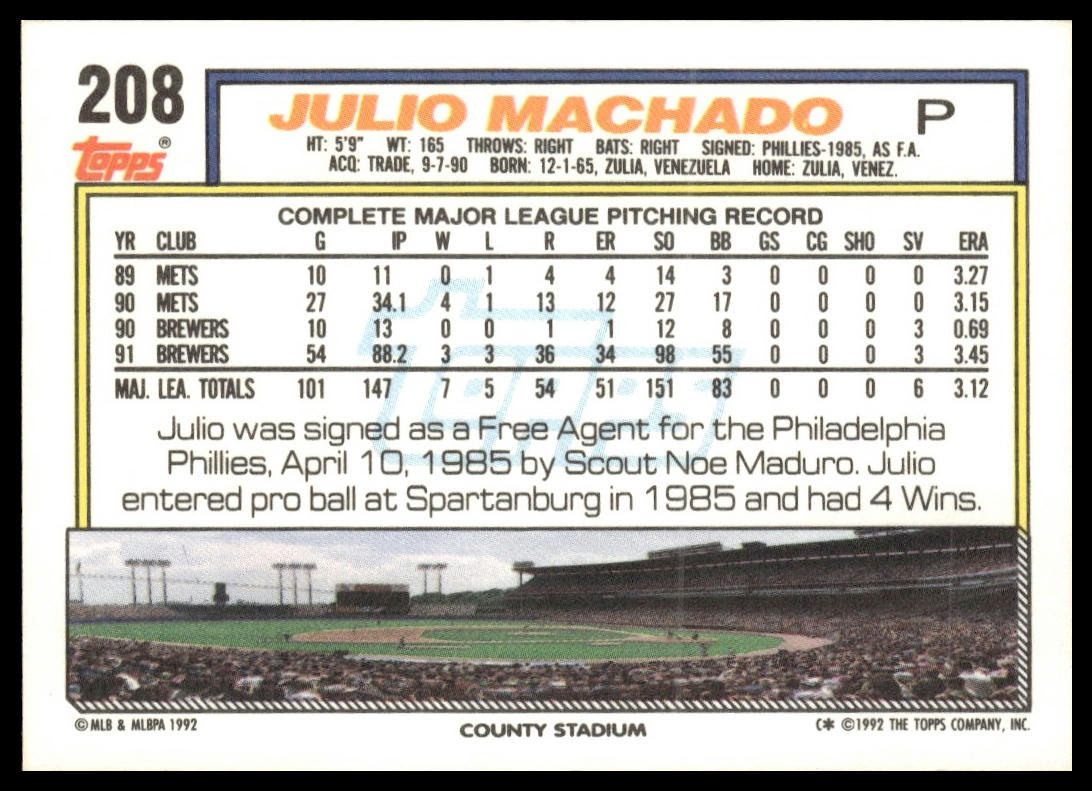 208
JULIO MACHADO P
Topps®
HT: 5'9" WT: 165 THROWS: RIGHT BATS: RIGHT SIGNED: PHILLIES-1985, AS F.A.
ACQ: TRADE, 9-7-90 BORN: 12-1-65, ZULIA, VENEZUELA HOME: ZULIA, VENEZ.
COMPLETE MAJOR LEAGUE PITCHING RECORD
YR CLUB G IP W L R ER SO BB GS CG SHO SV ERA
89 METS 10 11 0 1 4 4 14 3 0 0 0 0 3.27
90 METS 27 34.1 4 1 13 12 27 17 0 0 0 0 3.15
90 BREWERS 10 13 0 0 1 1 12 8 0 0 0 3 0.69
91 BREWERS 54 88.2 3 3 36 34 98 55 0 0 0 3 3.45
MAJ. LEA. TOTALS 101 147 7 5 54 51 151 83 0 0 0 6 3.12
Topps
Julio was signed as a Free Agent for the Philadelphia
Phillies, April 10, 1985 by Scout Noe Maduro. Julio
entered pro ball at Spartanburg in 1985 and had 4 Wins.
©MLB & MLBPA 1992
COUNTY STADIUM
C* ©1992 THE TOPPS COMPANY, INC.